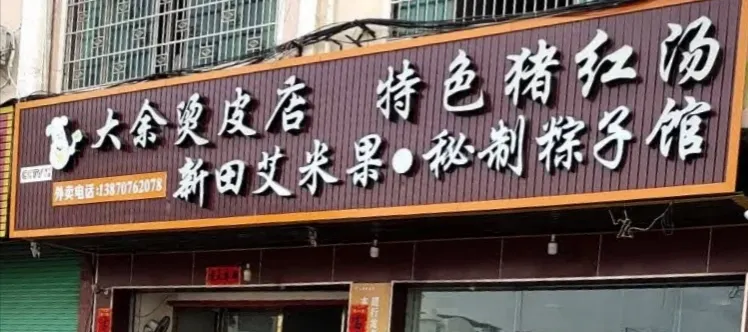 大余烫皮店 特色猪红汤
新田艾米果•秘制粽子馆
外卖电话:13870762078